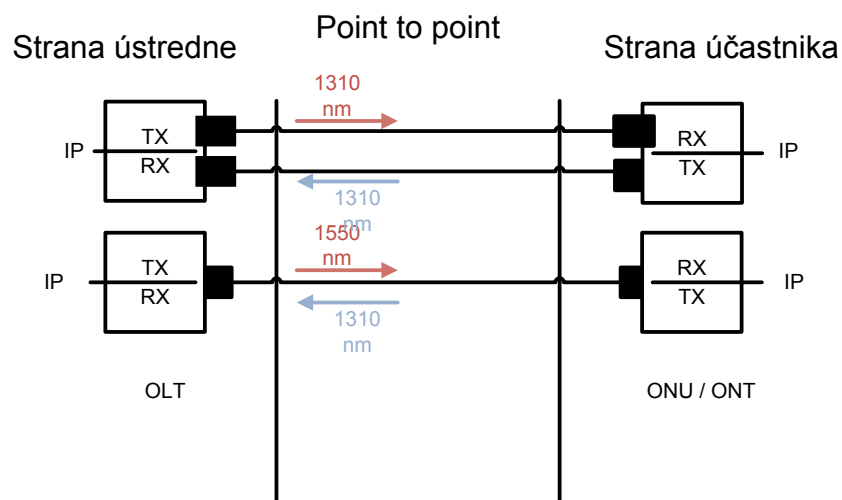 Point to point
Strana ústredne
Strana účastnika
1310
nm
IP
TX
RX
RX
TX
IP
1310
nm
1550
nm
IP
TX
RX
RX
TX
IP
1310
nm
OLT
ONU / ONT